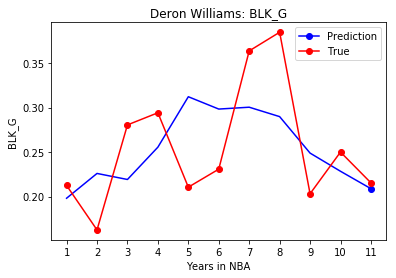 Deron Williams: BLK_G
Prediction
True
BLK_G
0.35
0.30
0.25
0.20
1 2 3 4 5 6 7 8 9 10 11
Years in NBA